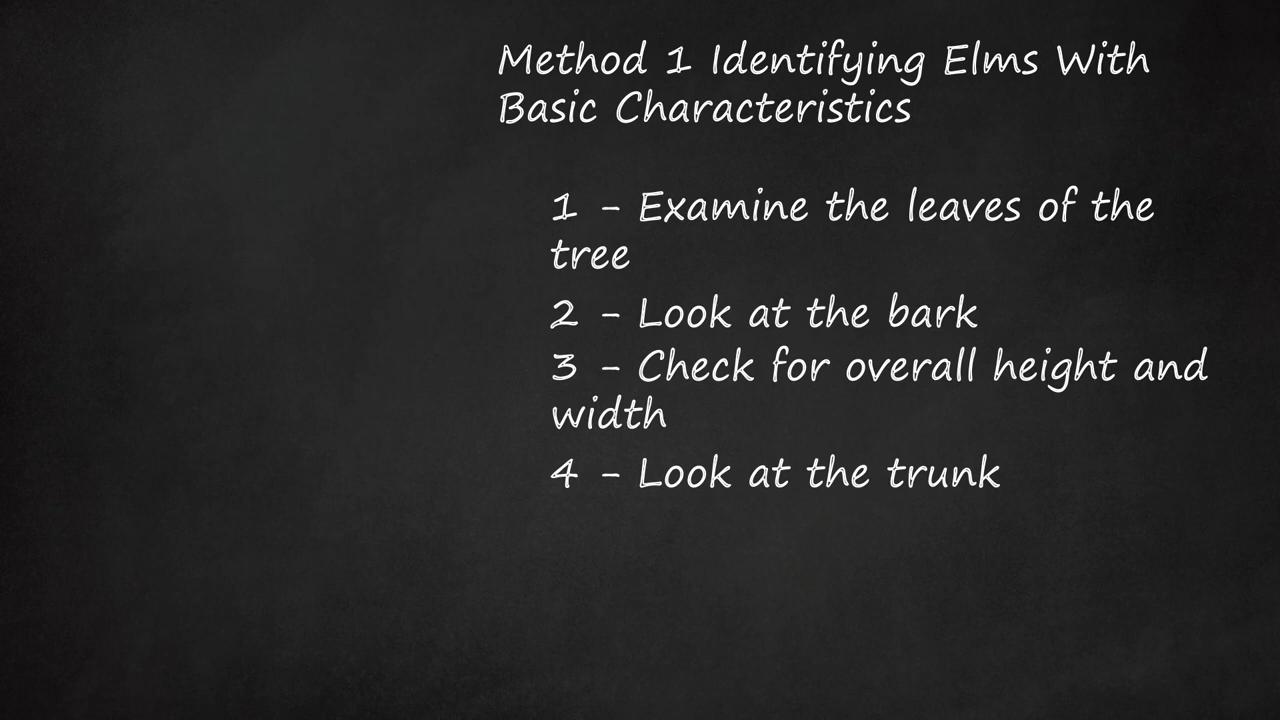 Method 1 Identifying Elms With
Basic Characteristics
1 - Examine the leaves of the
tree
2 - Look at the bark
3 - Check for overall height and
width
4 - Look at the trunk